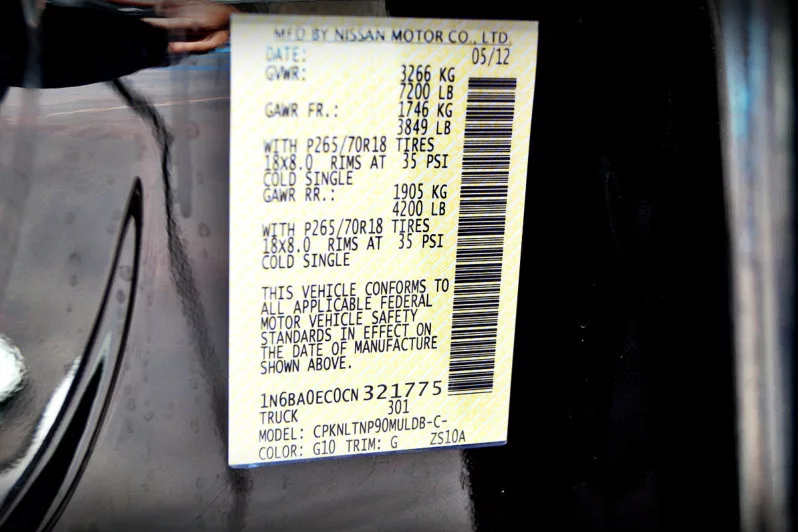 MFD BY NISSAN MOTOR CO., LTD.
DATE: 05/12
GVWR: 3266 KG
7200 LB
GAWR FR.: 1746 KG
3849 LB
WITH P265/70R18 TIRES
18x8.0 RIMS AT 35 PSI
COLD SINGLE
GAWR RR.: 1905 KG
4200 LB
WITH P265/70R18 TIRES
18x8.0 RIMS AT 35 PSI
COLD SINGLE
THIS VEHICLE CONFORMS TO
ALL APPLICABLE FEDERAL
MOTOR VEHICLE SAFETY
STANDARDS IN EFFECT ON
THE DATE OF MANUFACTURE
SHOWN ABOVE.
1N6BA0EC0CN 321775
TRUCK 301
MODEL: CPKNLTNP90MULDB-C-
COLOR: G10 TRIM: G ZS10A